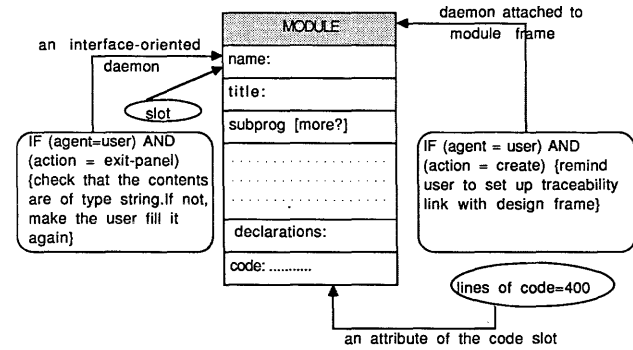 MODULE
name:
title:
subprog [more?]
declarations:
code: ...........
an interface-oriented
daemon
slot
IF (agent=user) AND
(action = exit-panel)
{check that the contents
are of type string.If not,
make the user fill it
again}
daemon attached to
module frame
IF (agent = user) AND
(action = create) {remind
user to set up traceability
link with design frame}
lines of code=400
an attribute of the code slot